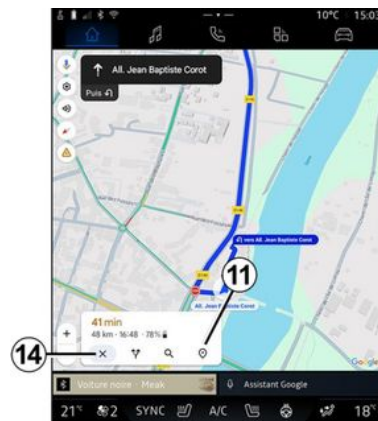 10°C 15:03
All. Jean Baptiste Corot
Puis
vers All. Jean Baptiste Corot
All. Jean Baptiste Corot
11
41 min
48 km · 16:48 · 78%
14
Google
Voiture noire · Meak
Assistant Google
21° 2 SYNC A/C 18°